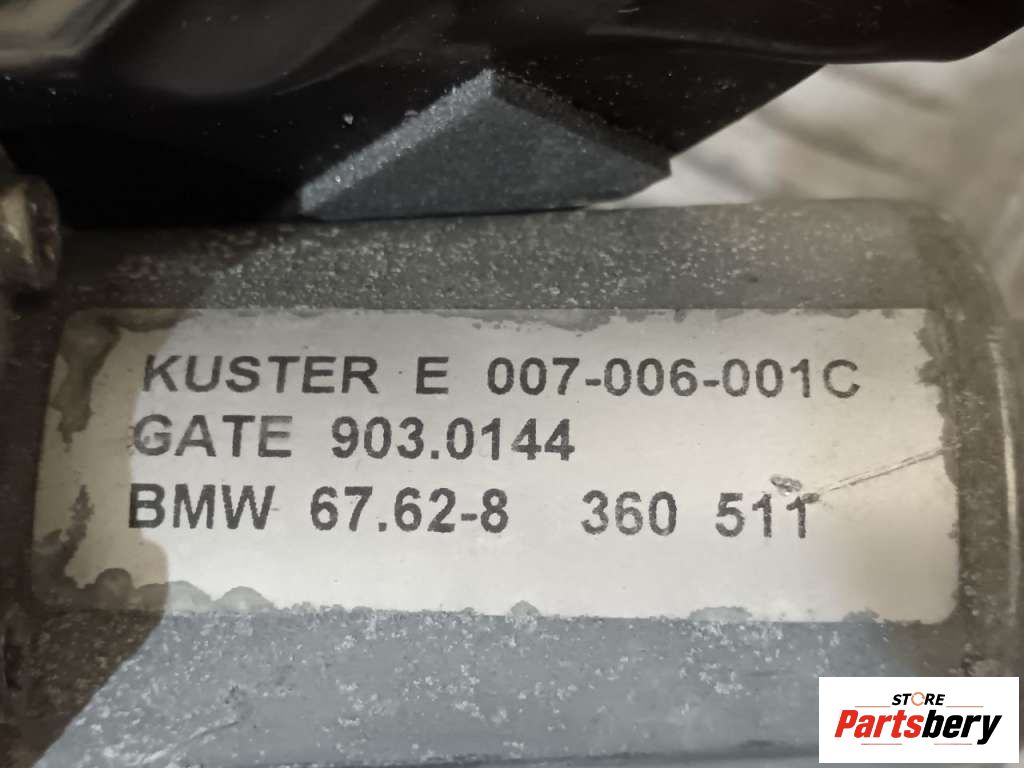 KUSTER E 007-006-001C
GATE 903.0144
BMW 67.62-8 360 511
STORE
Partsbery